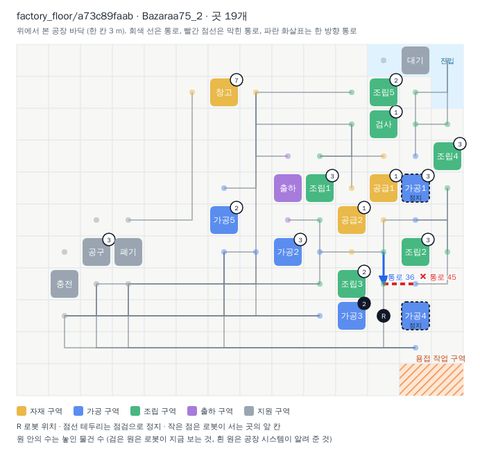 factory_floor/a73c89faab · Bazaraa75_2 · 곳 19개
위에서 본 공장 바닥 (한 칸 3 m). 회색 선은 통로, 빨간 점선은 막힌 통로, 파란 화살표는 한 방향 통로
대기
진입
창고 7
조립5 2
검사 1
조립4 3
출하
조립1 3
공급1 1
가공1 3
정지
가공5 2
공급2 1
공구 3
폐기
가공2 3
조립2 3
충전
조립3 2
통로 36
✕ 통로 45
가공3 2
R
가공4
정지
용접 작업 구역
자재 구역
가공 구역
조립 구역
출하 구역
지원 구역
R 로봇 위치 · 점선 테두리는 점검으로 정지 · 작은 점은 로봇이 서는 곳의 앞 칸
원 안의 수는 놓인 물건 수 (검은 원은 로봇이 지금 보는 것, 흰 원은 공장 시스템이 알려 준 것)